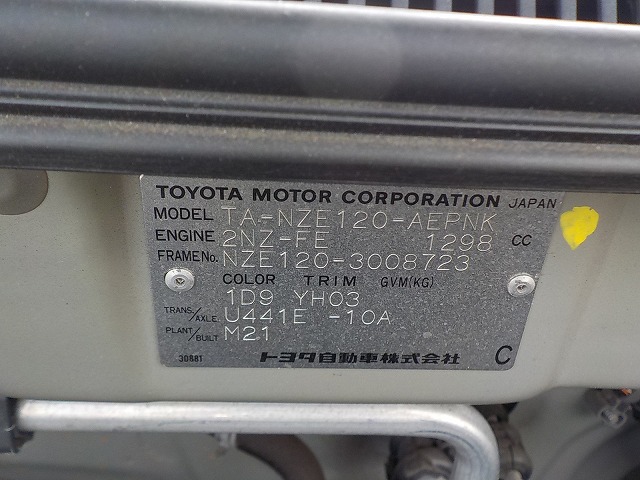 TOYOTA MOTOR CORPORATION JAPAN
MODEL TA-NZE120-AEPNK
ENGINE 2NZ-FE 1298 CC
FRAME No. NZE120-3008723
COLOR TRIM GVM(KG)
1D9 YH03
TRANS./AXLE. U441E -10A
PLANT/BUILT M21
30881 トヨタ自動車株式会社 C